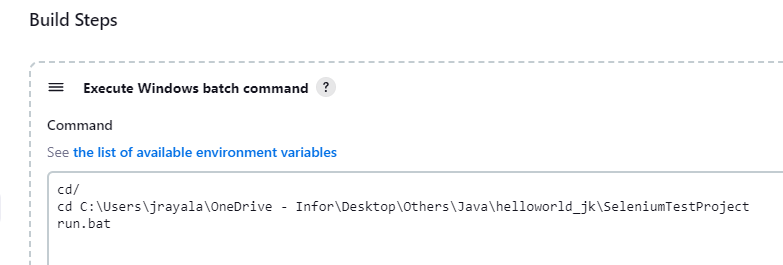 Build Steps
Execute Windows batch command ?
Command
See the list of available environment variables
cd/
cd C:\Users\jrayala\OneDrive - Infor\Desktop\Others\Java\helloworld_jk\SeleniumTestProject
run.bat